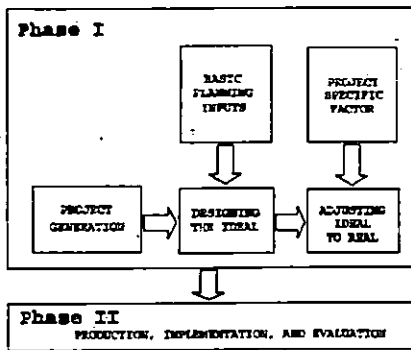 Phase I
BASIC
PLANNING
INPUTS
PROJECT
SPECIFIC
FACTOR
PROJECT
GENERATION
DESIGNING
THE IDEAL
ADJUSTING
IDEAL
TO REAL
Phase II
PRODUCTION, IMPLEMENTATION, AND EVALUATION